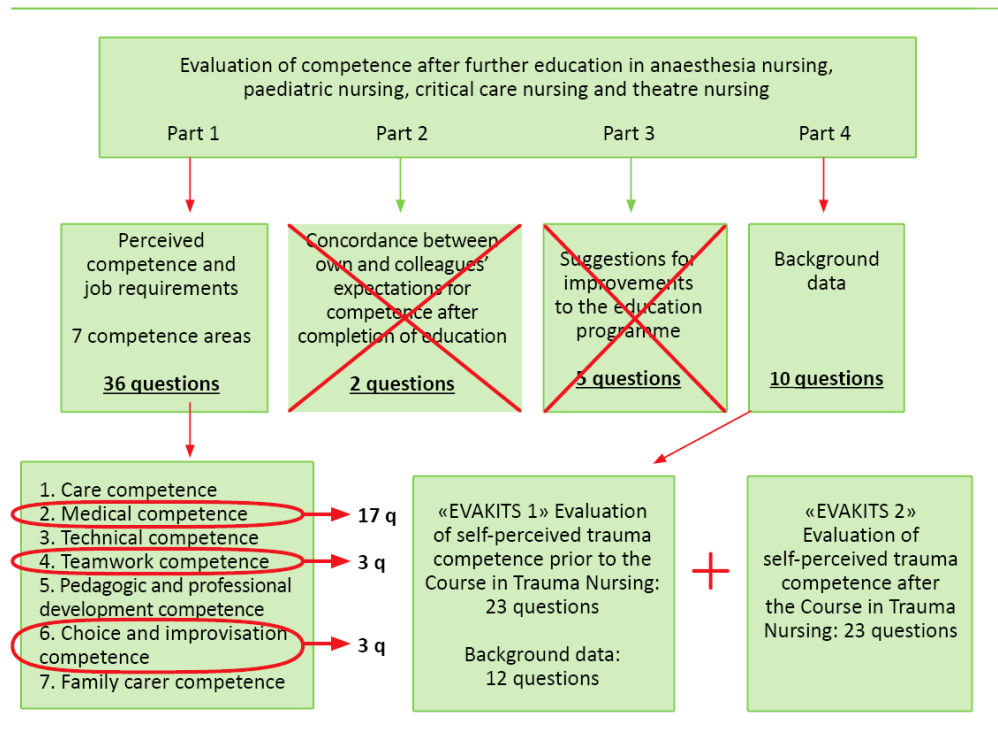 Evaluation of competence after further education in anaesthesia nursing,
paediatric nursing, critical care nursing and theatre nursing
Part 1
Part 2
Part 3
Part 4
Perceived
competence and
job requirements
7 competence areas
36 questions
Concordance between
own and colleagues'
expectations for
competence after
completion of education
2 questions
Suggestions for
improvements
to the education
programme
5 questions
Background
data
10 questions
1. Care competence
2. Medical competence
3. Technical competence
4. Teamwork competence
5. Pedagogic and professional
development competence
6. Choice and improvisation
competence
7. Family carer competence
17 q
3 q
3 q
«EVAKITS 1» Evaluation
of self-perceived trauma
competence prior to the
Course in Trauma Nursing:
23 questions
Background data:
12 questions
«EVAKITS 2»
Evaluation of
self-perceived trauma
competence after
the Course in Trauma
Nursing: 23 questions